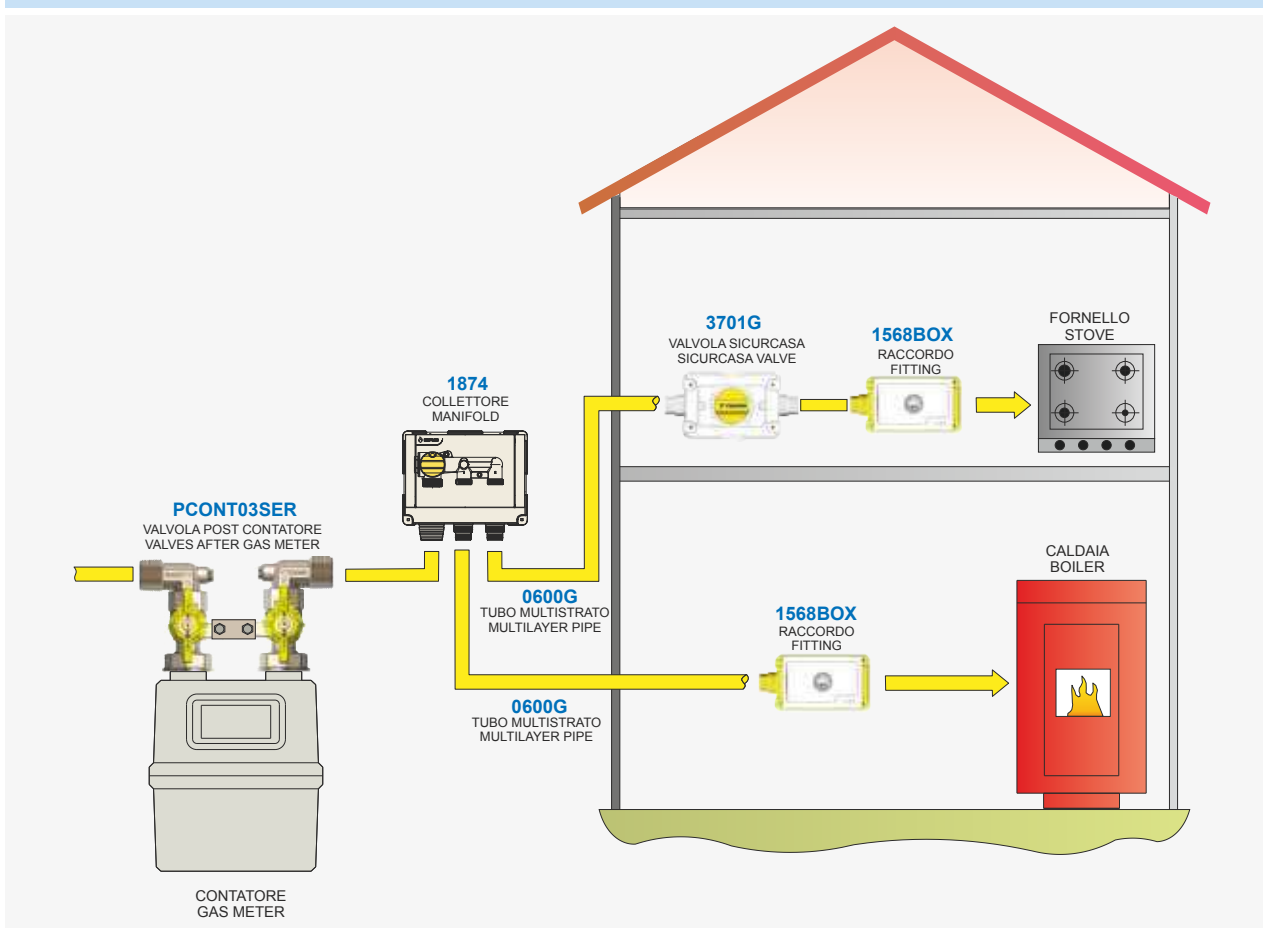 3701G
VALVOLA SICURCASA
SICURCASA VALVE
1568BOX
RACCORDO
FITTING
FORNELLO
STOVE
1874
COLLETTORE
MANIFOLD
PCONT03SER
VALVOLA POST CONTATORE
VALVES AFTER GAS METER
0600G
TUBO MULTISTRATO
MULTILAYER PIPE
1568BOX
RACCORDO
FITTING
CALDAIA
BOILER
0600G
TUBO MULTISTRATO
MULTILAYER PIPE
CONTATORE
GAS METER